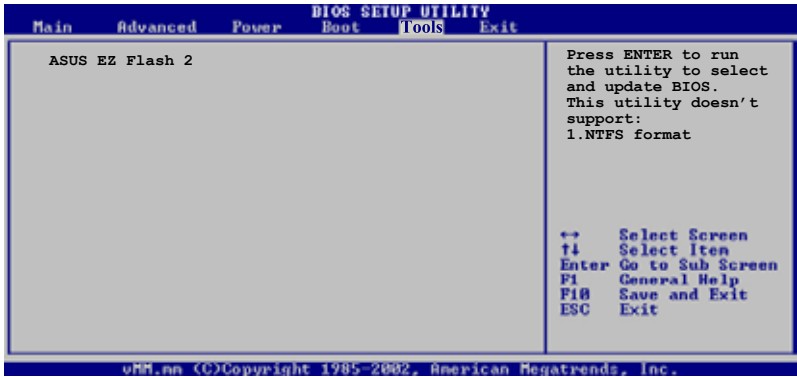 BIOS SETUP UTILITY
Main Advanced Power Boot Tools Exit
ASUS EZ Flash 2
Press ENTER to run
the utility to select
and update BIOS.
This utility doesn't
support:
1.NTFS format
↔ Select Screen
↑↓ Select Item
Enter Go to Sub Screen
F1 General Help
F10 Save and Exit
ESC Exit
vMM.mm (C)Copyright 1985-2002, American Megatrends, Inc.